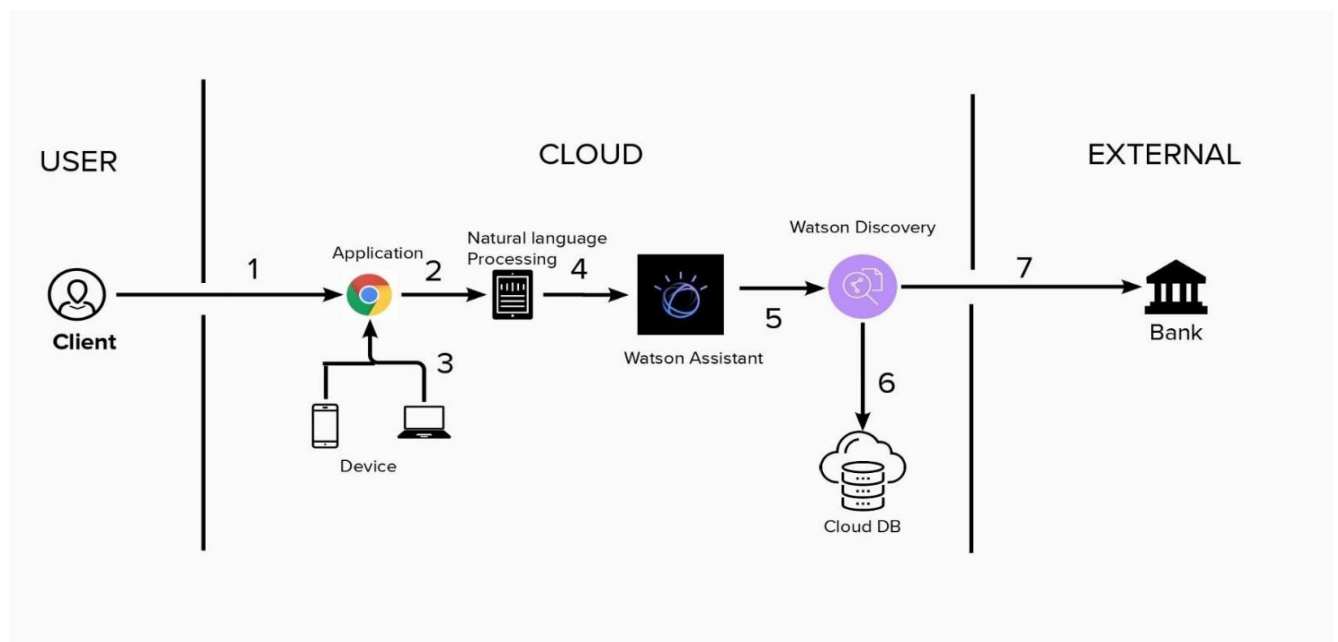 USER
CLOUD
EXTERNAL
Client
1
Application
2
Natural language
Processing
4
Watson Assistant
5
Watson Discovery
7
Bank
3
Device
6
Cloud DB